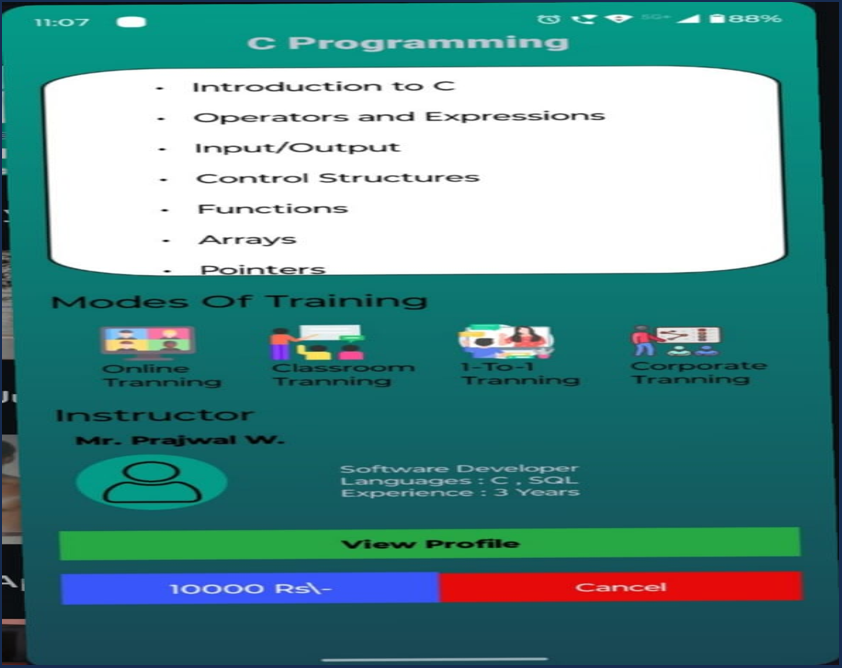 11:07
5G+ 88%
C Programming
• Introduction to C
• Operators and Expressions
• Input/Output
• Control Structures
• Functions
• Arrays
• Pointers
Modes Of Training
Online Tranning
Classroom Tranning
1-To-1 Tranning
Corporate Tranning
Instructor
Mr. Prajwal W.
Software Developer
Languages : C , SQL
Experience : 3 Years
View Profile
10000 Rs\-
Cancel